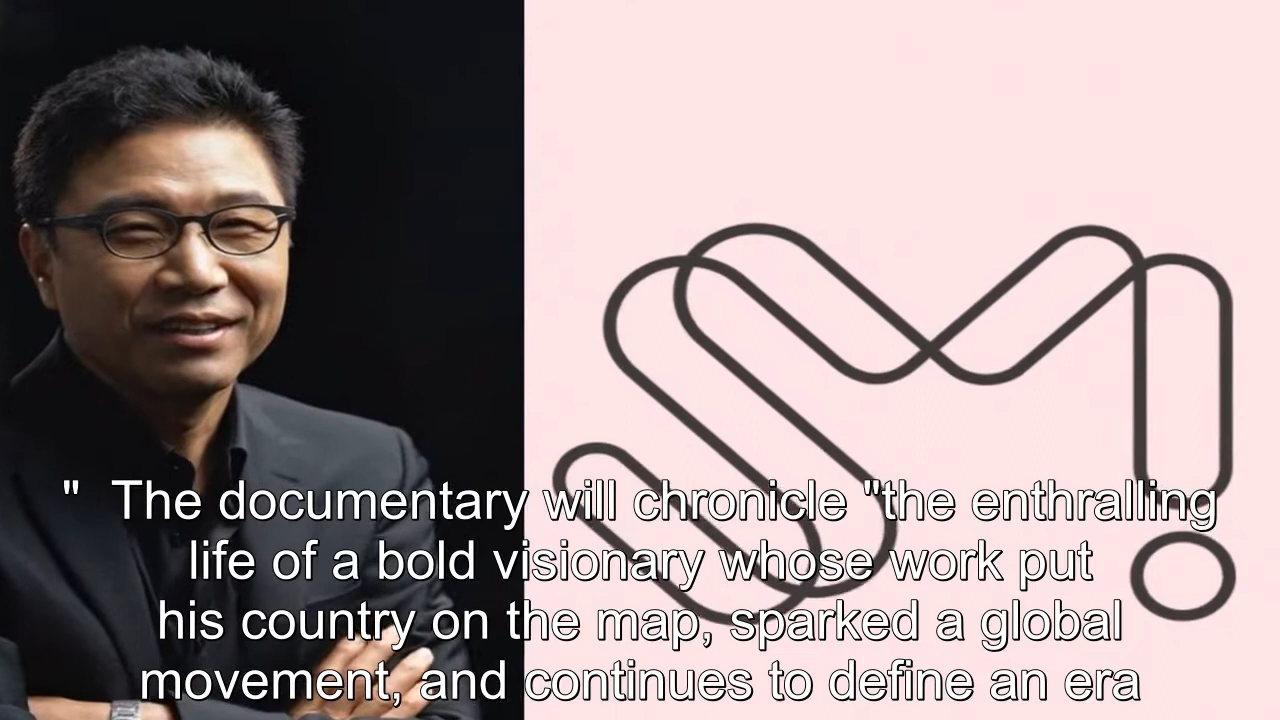 "  The documentary will chronicle "the enthralling
life of a bold visionary whose work put
his country on the map, sparked a global
movement, and continues to define an era
SM!